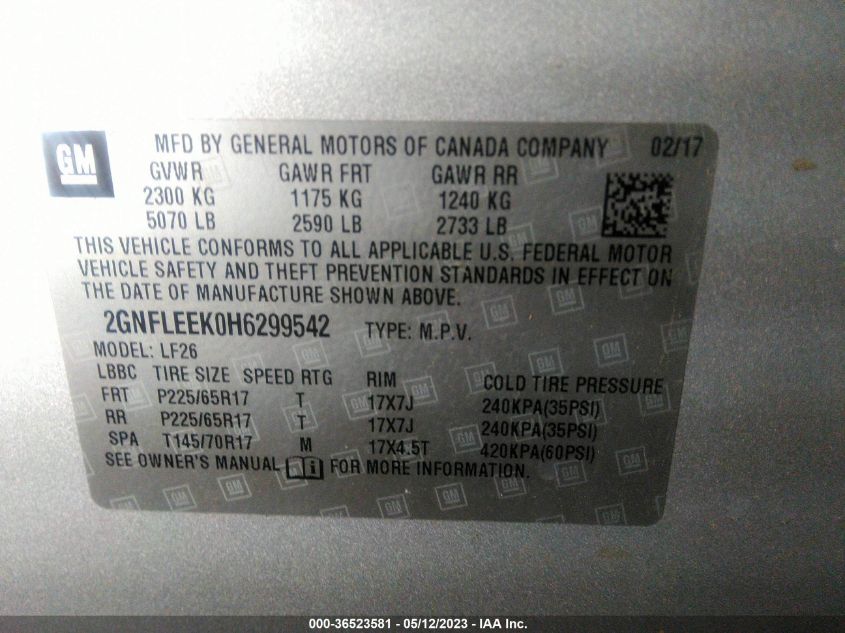 GM MFD BY GENERAL MOTORS OF CANADA COMPANY 02/17
GVWR GAWR FRT GAWR RR
2300 KG 1175 KG 1240 KG
5070 LB 2590 LB 2733 LB
THIS VEHICLE CONFORMS TO ALL APPLICABLE U.S. FEDERAL MOTOR
VEHICLE SAFETY AND THEFT PREVENTION STANDARDS IN EFFECT ON
THE DATE OF MANUFACTURE SHOWN ABOVE.
2GNFLEEK0H6299542 TYPE: M.P.V.
MODEL: LF26
LBBC TIRE SIZE SPEED RTG RIM COLD TIRE PRESSURE
FRT P225/65R17 T 17X7J 240KPA(35PSI)
RR P225/65R17 T 17X7J 240KPA(35PSI)
SPA T145/70R17 M 17X4.5T 420KPA(60PSI)
SEE OWNER'S MANUAL FOR MORE INFORMATION.
000-36523581 - 05/12/2023 - IAA Inc.